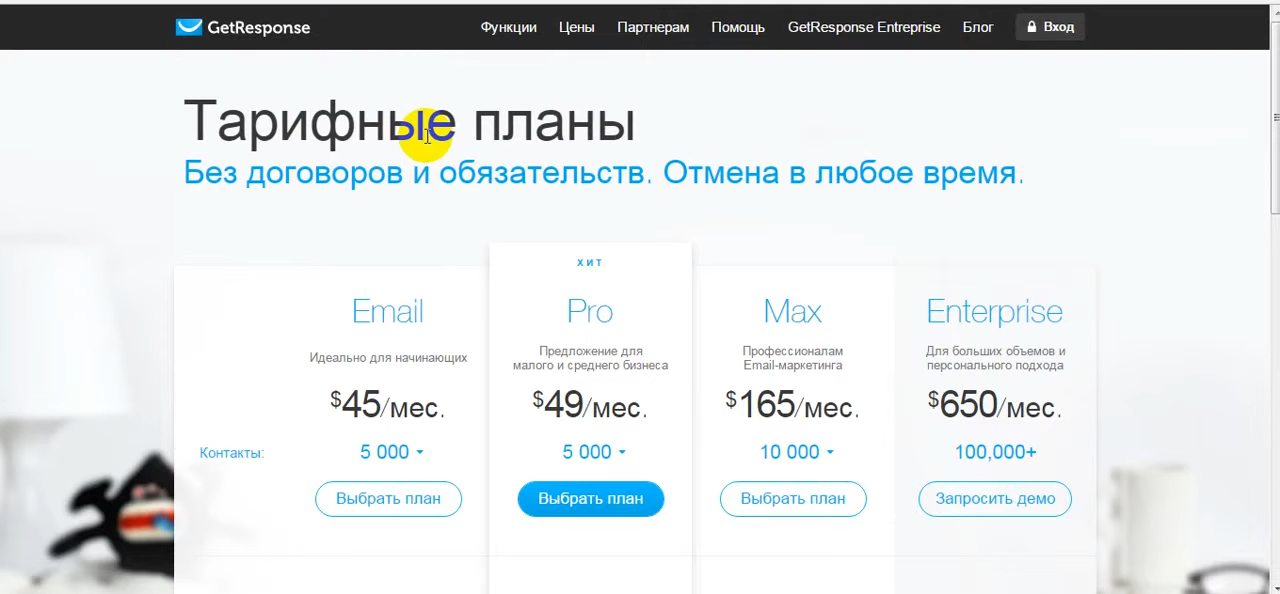 GetResponse Функции Цены Партнерам Помощь GetResponse Entreprise Блог Вход
Тарифные планы
Без договоров и обязательств. Отмена в любое время.
ХИТ
Email Pro Max Enterprise
Идеально для начинающих
Предложение для
малого и среднего бизнеса
Профессионалам
Email-маркетинга
Для больших объемов и
персонального подхода
$45/мес. $49/мес. $165/мес. $650/мес.
Контакты: 5 000 5 000 10 000 100,000+
Выбрать план Выбрать план Выбрать план Запросить демо